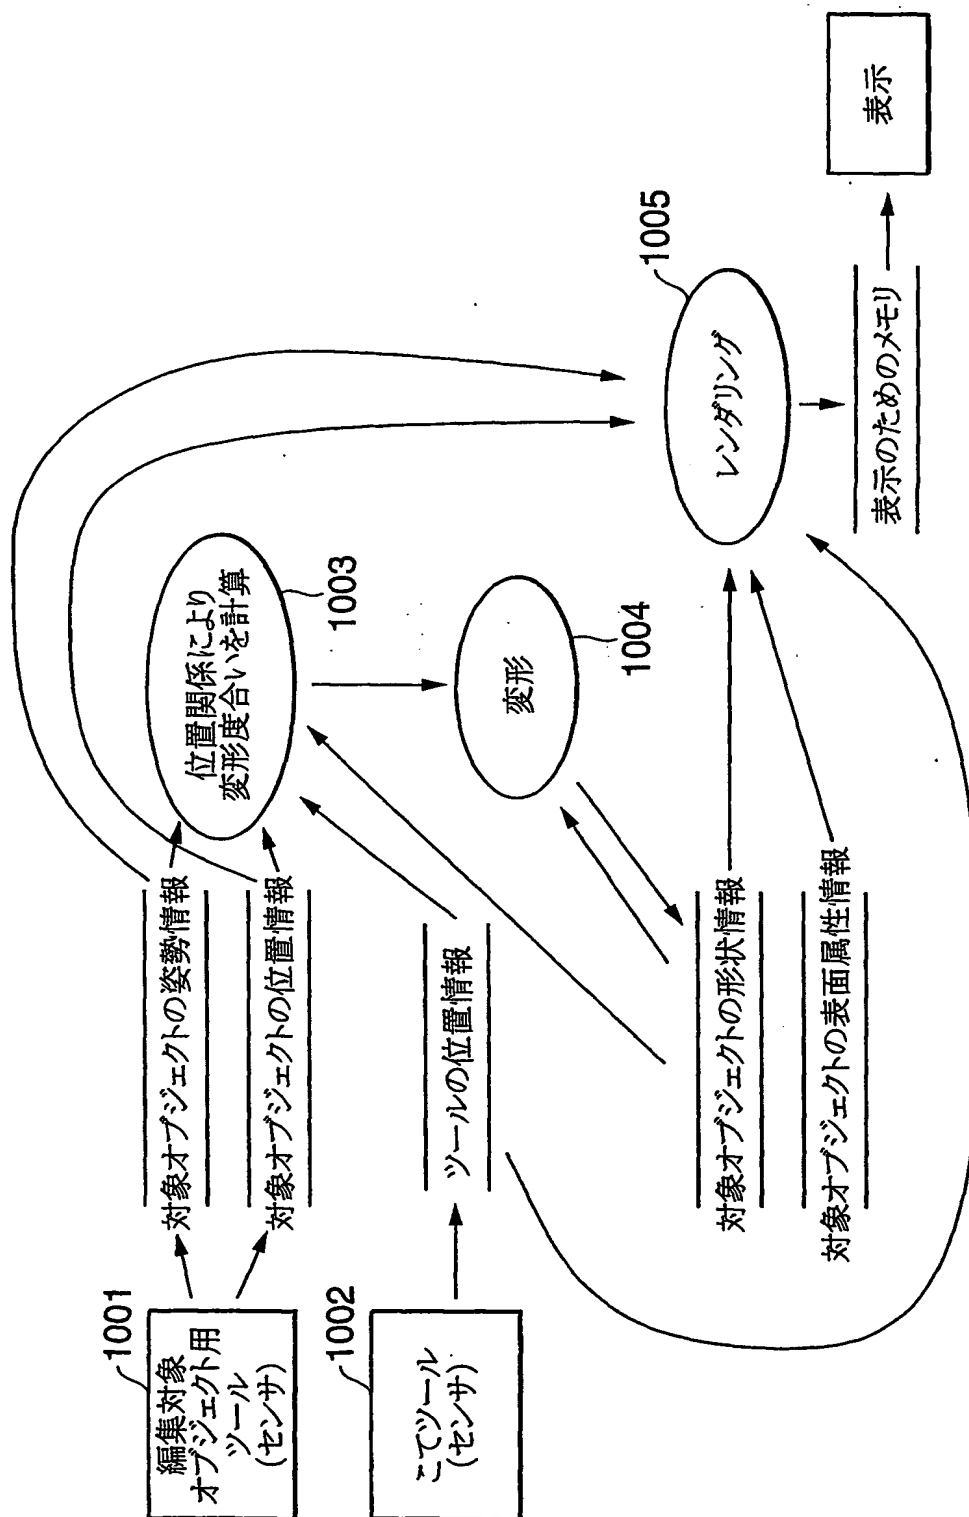 1001
編集対象
オブジェクト用
ツール
(センサ)
対象オブジェクトの姿勢情報
対象オブジェクトの位置情報
位置関係により
変形度合いを計算
1003
1002
こてツール
(センサ)
ツールの位置情報
変形
1004
対象オブジェクトの形状情報
対象オブジェクトの表面属性情報
レンダリング
1005
表示のためのメモリ
表示